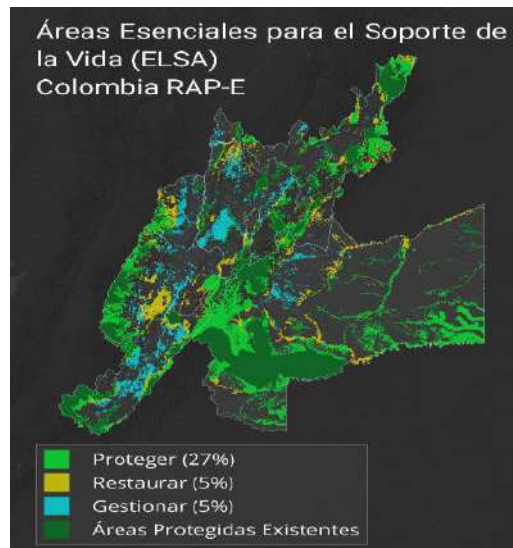 Áreas Esenciales para el Soporte de
la Vida (ELSA)
Colombia RAP-E
Proteger (27%)
Restaurar (5%)
Gestionar (5%)
Áreas Protegidas Existentes